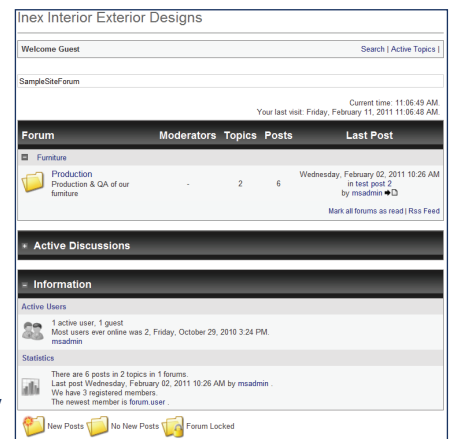 Inex Interior Exterior Designs
Welcome Guest Search | Active Topics |
SampleSiteForum
Current time: 11:06:49 AM.
Your last visit: Friday, February 11, 2011 11:06:48 AM.
Forum Moderators Topics Posts Last Post
Furniture
Production
Production & QA of our
furniture
- 2 6
Wednesday, February 02, 2011 10:26 AM
in test post 2
by msadmin
Mark all forums as read | Rss Feed
Active Discussions
Information
Active Users
1 active user, 1 guest
Most users ever online was 2, Friday, October 29, 2010 3:24 PM.
msadmin
Statistics
There are 6 posts in 2 topics in 1 forums.
Last post Wednesday, February 02, 2011 10:26 AM by msadmin .
We have 3 registered members.
The newest member is forum.user .
New Posts No New Posts Forum Locked